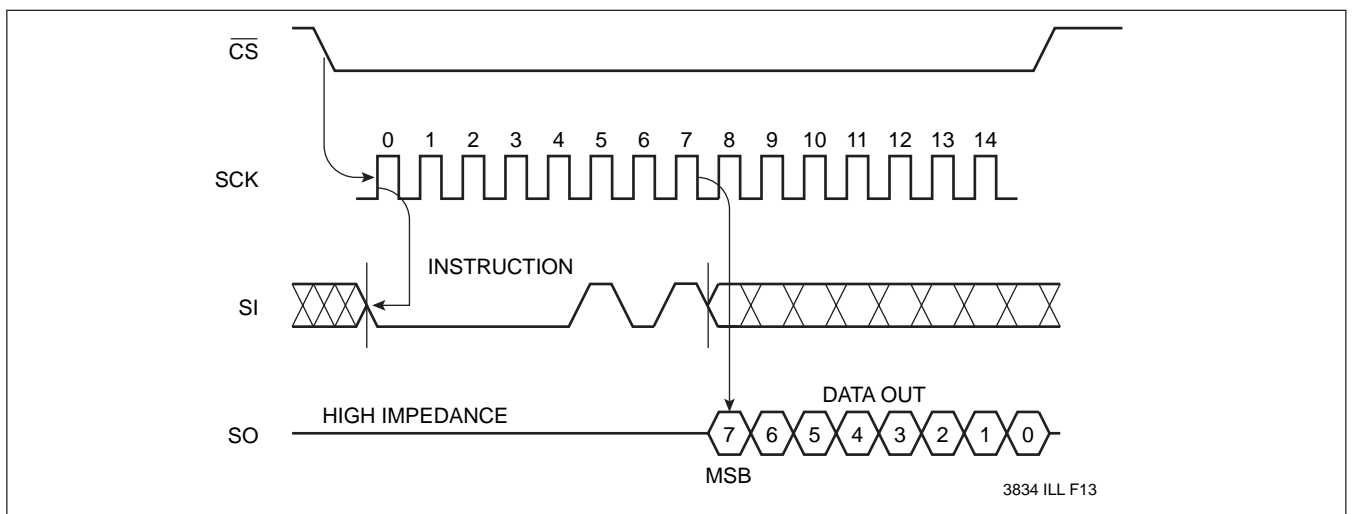 CS
0 1 2 3 4 5 6 7 8 9 10 11 12 13 14
SCK
INSTRUCTION
SI
DATA OUT
HIGH IMPEDANCE
SO
7 6 5 4 3 2 1 0
MSB
3834 ILL F13